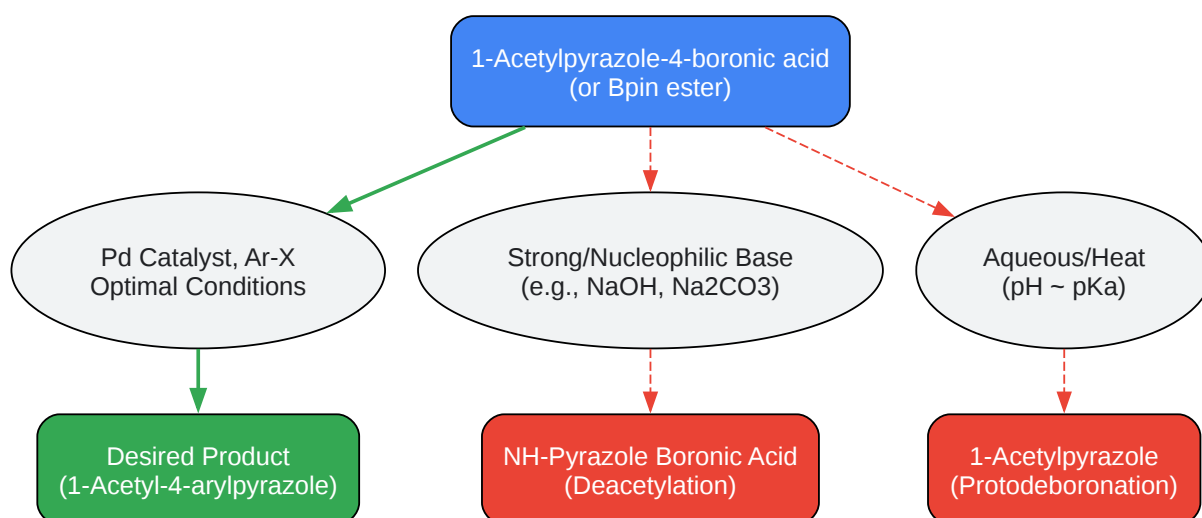 1-Acetylpyrazole-4-boronic acid
(or Bpin ester)
Pd Catalyst, Ar-X
Optimal Conditions
Strong/Nucleophilic Base
(e.g., NaOH, Na2CO3)
Aqueous/Heat
(pH ~ pKa)
Desired Product
(1-Acetyl-4-arylpyrazole)
NH-Pyrazole Boronic Acid
(Deacetylation)
1-Acetylpyrazole
(Protodeboronation)